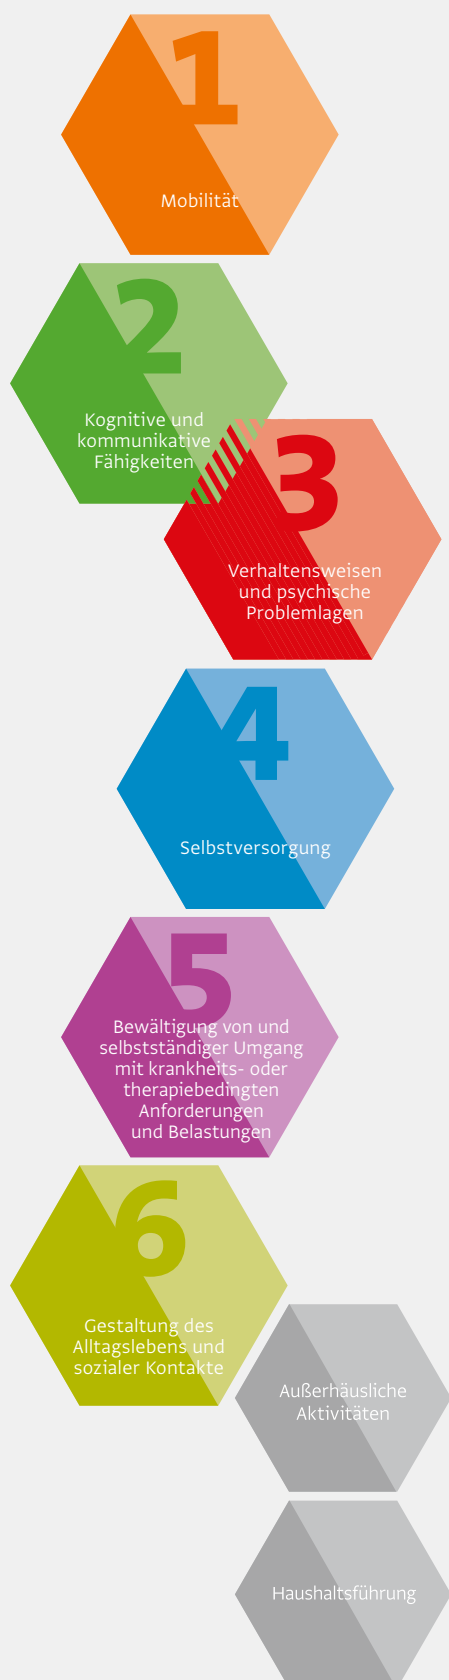 1
Mobilität
2
Kognitive und
kommunikative
Fähigkeiten
3
Verhaltensweisen
und psychische
Problemlagen
4
Selbstversorgung
5
Bewältigung von und
selbstständiger Umgang
mit krankheits- oder
therapiebedingten
Anforderungen
und Belastungen
6
Gestaltung des
Alltagslebens und
sozialer Kontakte
Außerhäusliche
Aktivitäten
Haushaltsführung